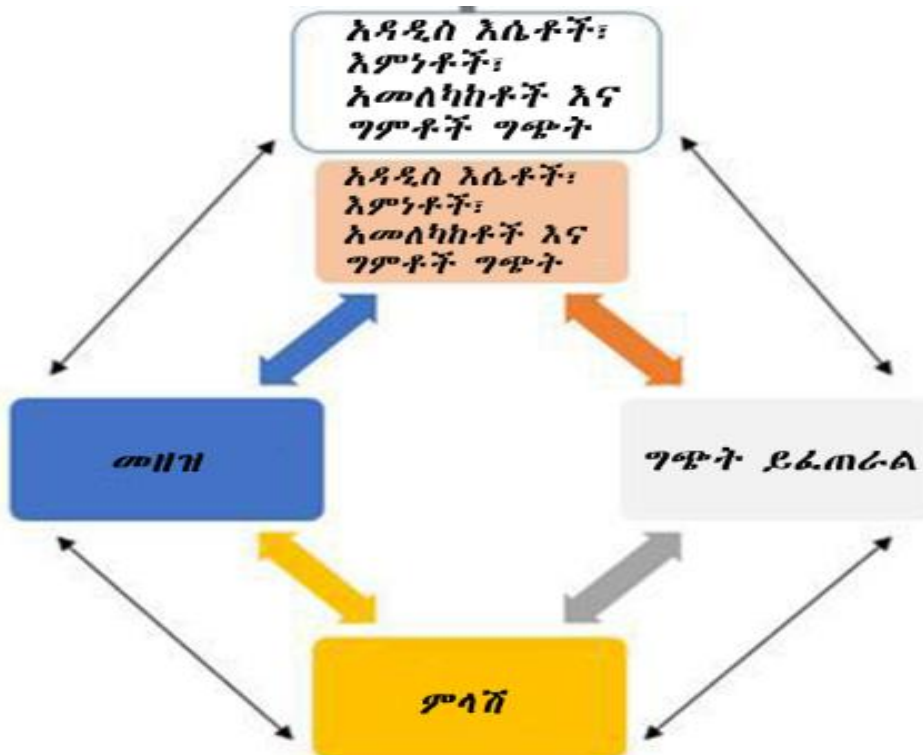 አዳዲስ እሴቶች፣
እምነቶች፣
አመለካከቶች እና
ግምቶች ግጭት
አዳዲስ እሴቶች፣
እምነቶች፣
አመለካከቶች እና
ግምቶች ግጭት
መዘዝ
ግጭት ይፈጠራል
ምላሽ